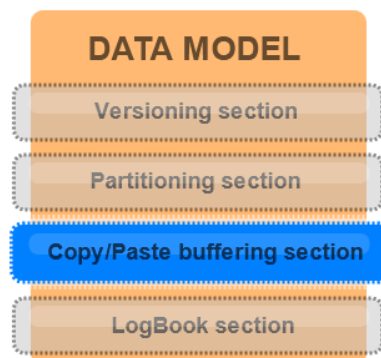 DATA MODEL
Versioning section
Partitioning section
Copy/Paste buffering section
LogBook section